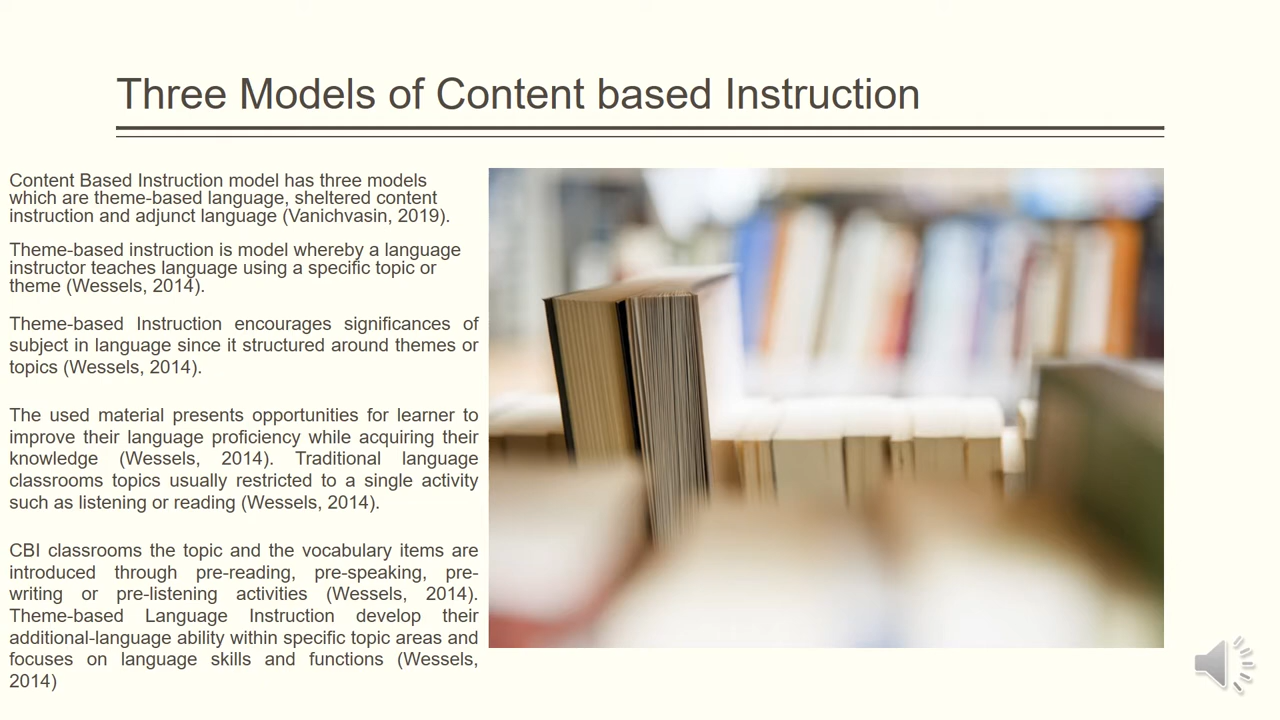 Three Models of Content based Instruction
Content Based Instruction model has three models
which are theme-based language, sheltered content
instruction and adjunct language (Vanichvasin, 2019).
Theme-based instruction is model whereby a language
instructor teaches language using a specific topic or
theme (Wessels, 2014).
Theme-based Instruction encourages significances of
subject in language since it structured around themes or
topics (Wessels, 2014).
The used material presents opportunities for learner to
improve their language proficiency while acquiring their
knowledge (Wessels, 2014). Traditional language
classrooms topics usually restricted to a single activity
such as listening or reading (Wessels, 2014).
CBI classrooms the topic and the vocabulary items are
introduced through pre-reading, pre-speaking, pre-
writing or pre-listening activities (Wessels, 2014).
Theme-based Language Instruction develop their
additional-language ability within specific topic areas and
focuses on language skills and functions (Wessels,
2014)